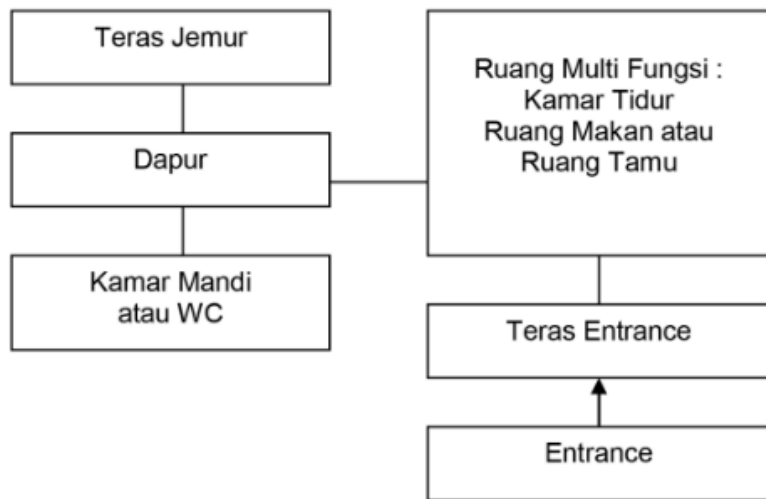 Teras Jemur
Dapur
Kamar Mandi
atau WC
Ruang Multi Fungsi :
Kamar Tidur
Ruang Makan atau
Ruang Tamu
Teras Entrance
Entrance